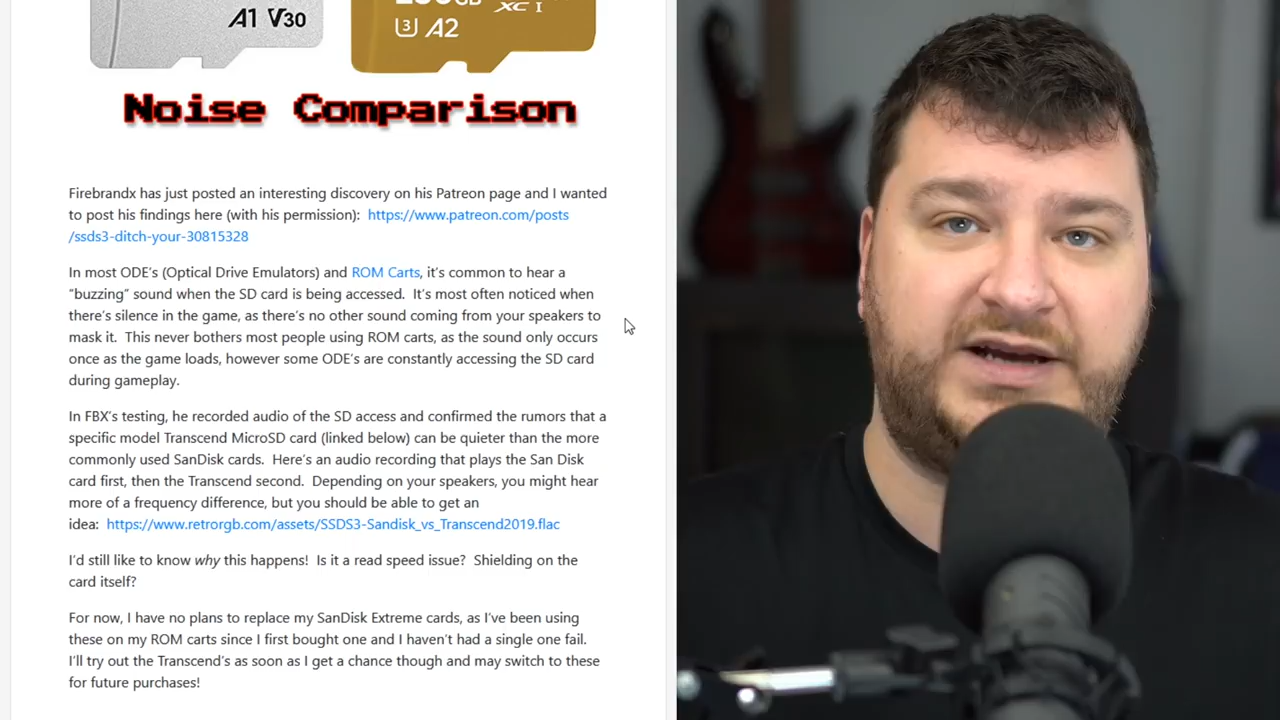 A1 V30
U3 A2
XC I
Noise Comparison
Firebrandx has just posted an interesting discovery on his Patreon page and I wanted
to post his findings here (with his permission):  https://www.patreon.com/posts
/ssds3-ditch-your-30815328
In most ODE's (Optical Drive Emulators) and ROM Carts, it's common to hear a
"buzzing" sound when the SD card is being accessed.  It's most often noticed when
there's silence in the game, as there's no other sound coming from your speakers to
mask it.  This never bothers most people using ROM carts, as the sound only occurs
once as the game loads, however some ODE's are constantly accessing the SD card
during gameplay.
In FBX's testing, he recorded audio of the SD access and confirmed the rumors that a
specific model Transcend MicroSD card (linked below) can be quieter than the more
commonly used SanDisk cards.  Here's an audio recording that plays the San Disk
card first, then the Transcend second.  Depending on your speakers, you might hear
more of a frequency difference, but you should be able to get an
idea:  https://www.retrorgb.com/assets/SSDS3-Sandisk_vs_Transcend2019.flac
I'd still like to know why this happens!  Is it a read speed issue?  Shielding on the
card itself?
For now, I have no plans to replace my SanDisk Extreme cards, as I've been using
these on my ROM carts since I first bought one and I haven't had a single one fail.
I'll try out the Transcend's as soon as I get a chance though and may switch to these
for future purchases!